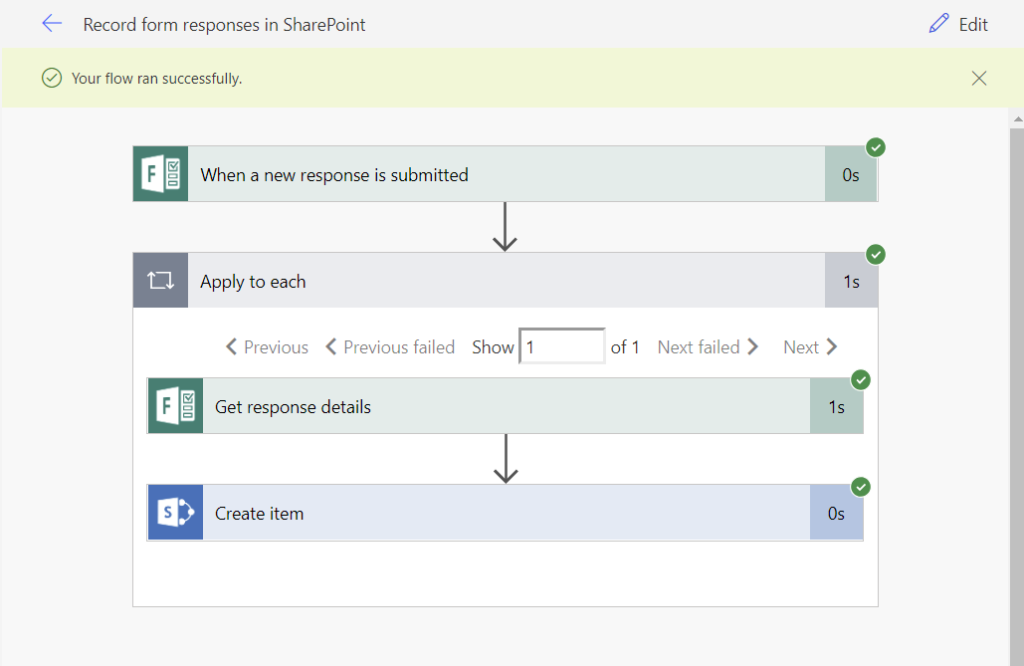 Record form responses in SharePoint
Edit
Your flow ran successfully.
F When a new response is submitted 0s
Apply to each 1s
Previous Previous failed Show 1 of 1 Next failed Next
F Get response details 1s
S Create item 0s